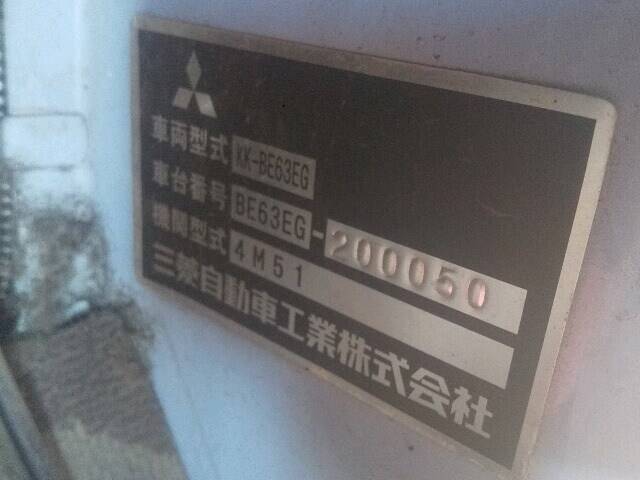 車両型式 KK-BE63EG
車台番号 BE63EG-200050
機関型式 4M51
三菱自動車工業株式会社